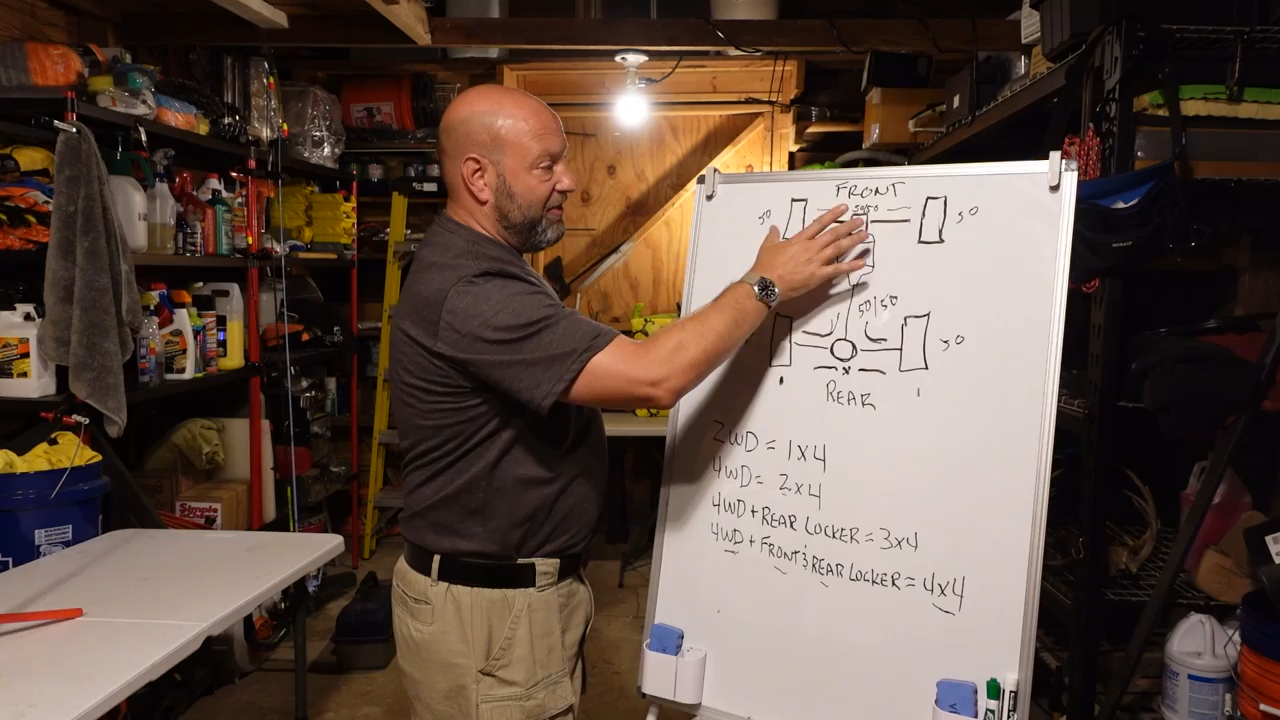 FRONT
50 50/50 50
50/50
50
REAR
2WD = 1x4
4WD = 2x4
4WD + REAR LOCKER = 3x4
4WD + FRONT & REAR LOCKER = 4x4
Simple